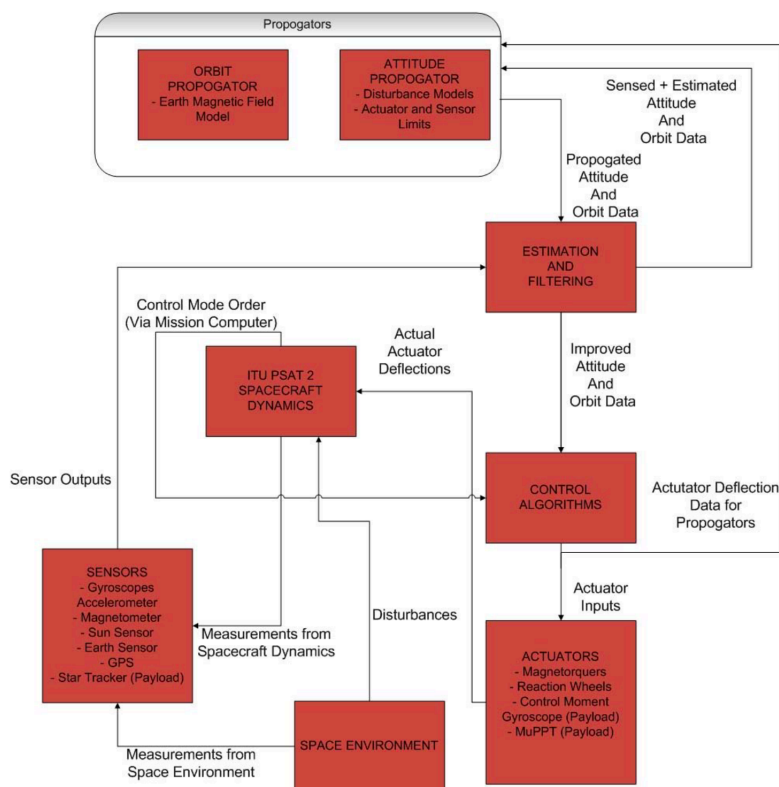 Propogators
ORBIT
PROPOGATOR
- Earth Magnetic Field
Model
ATTITUDE
PROPOGATOR
- Disturbance Models
- Actuator and Sensor
Limits
Sensed + Estimated
Attitude
And
Orbit Data
Propogated
Attitude
And
Orbit Data
ESTIMATION
AND
FILTERING
Control Mode Order
(Via Mission Computer)
Actual
Actuator
Deflections
ITU PSAT 2
SPACECRAFT
DYNAMICS
Improved
Attitude
And
Orbit Data
Sensor Outputs
CONTROL
ALGORITHMS
Actutator Deflection
Data for
Propogators
SENSORS
- Gyroscopes
Accelerometer
- Magnetometer
- Sun Sensor
- Earth Sensor
- GPS
- Star Tracker (Payload)
Measurements from
Spacecraft Dynamics
Disturbances
Actuator
Inputs
ACTUATORS
- Magnetorquers
- Reaction Wheels
- Control Moment
Gyroscope (Payload)
- MuPPT (Payload)
SPACE ENVIRONMENT
Measurements from
Space Environment